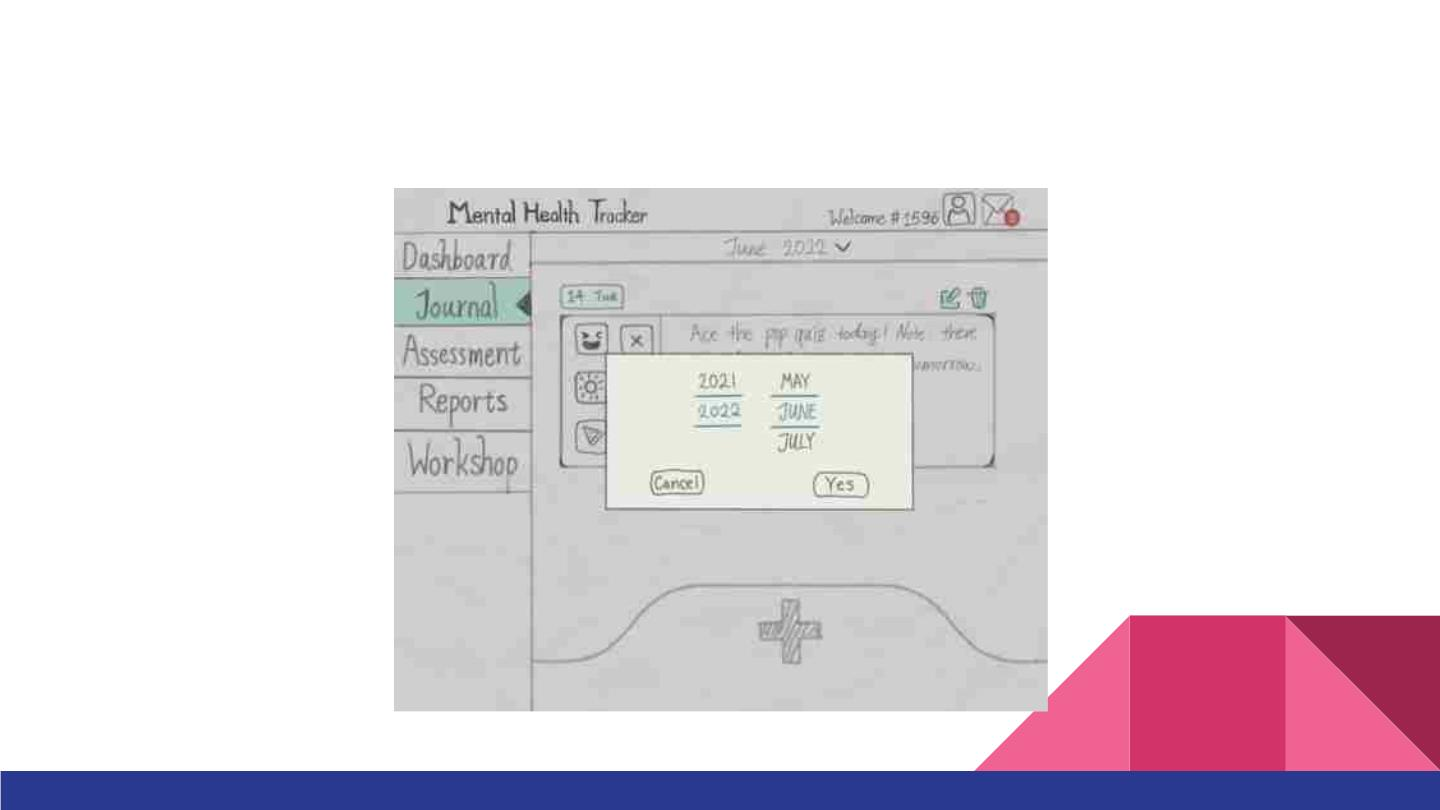 Mental Health Tracker
Welcome #1596
Dashboard
Journal
Assessment
Reports
Workshop
June 2022
14 Tue
Ace the pop quiz today! Note: there
tomorrow.
2021 MAY
2022 JUNE
JULY
Cancel Yes